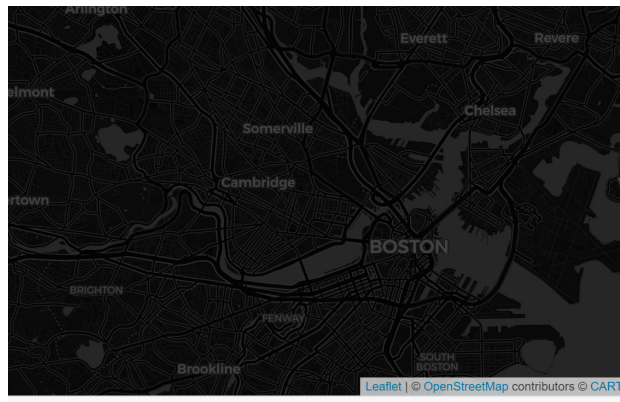 Arlington
Everett
Revere
elmont
Chelsea
Somerville
Cambridge
rtown
BOSTON
BRIGHTON
FENWAY
SOUTH
BOSTON
Brookline
Leaflet | © OpenStreetMap contributors © CART